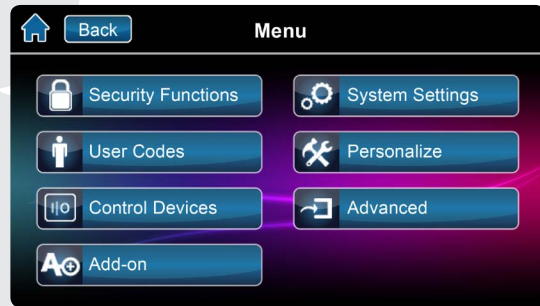 Back
Menu
Security Functions
System Settings
User Codes
Personalize
Control Devices
Advanced
A+
Add-on